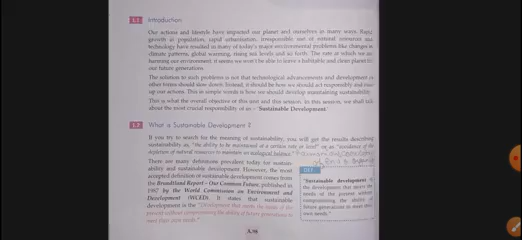 1.1 Introduction
Our actions and lifestyle have impacted our planet and ourselves in many ways. Rapid
growth in population, rapid urbanisation, irresponsible use of natural resources and
technology have resulted in many of today's major environmental problems like changes in
climate patterns, global warming, rising sea levels and so forth. The rate at which we are
harming our environment, it seems we won't be able to leave a habitable and clean planet for
our future generations.
The solution to such problems is not that technological advancements and development or
other forms should slow down. Instead, it should be how we should act responsibly and
up our actions. This in simple words is how we should develop maintaining sustainability.
This is what the overall objective of this unit and this session. In this session, we shall talk
about the most crucial responsibility of us – 'Sustainable Development'.
1.2 What is Sustainable Development ?
If you try to search for the meaning of sustainability, you will get the results describing
sustainability as, "the ability to be maintained at a certain rate or level" or as "avoidance of the
depletion of natural resources to maintain an ecological balance."
There are many definitions prevalent today for sustain-
ability and sustainable development. However, the most
accepted definition of sustainable development comes from
the Brundtland Report – Our Common Future, published in
1987 by the World Commission on Environment and
Development (WCED). It states that sustainable
development is the "Development that meets the needs of the
present without compromising the ability of future generations to
meet their own needs."
DEF
"Sustainable development is
the development that meets the
needs of the present without
compromising the ability of
future generations to meet their
own needs."